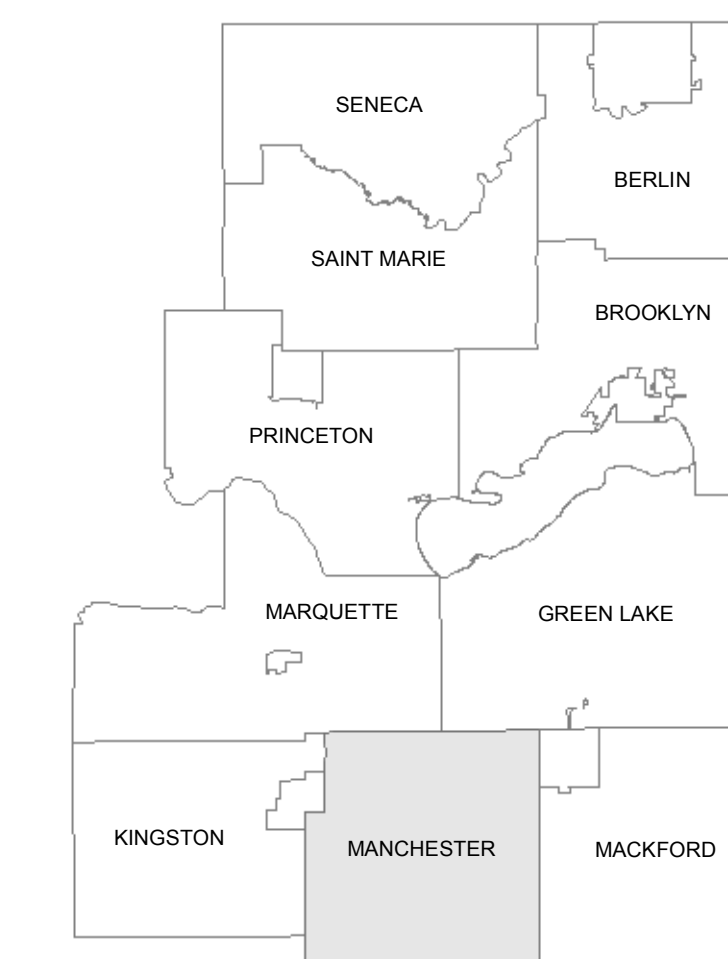 SENECA
BERLIN
SAINT MARIE
BROOKLYN
PRINCETON
MARQUETTE
GREEN LAKE
KINGSTON
MANCHESTER
MACKFORD